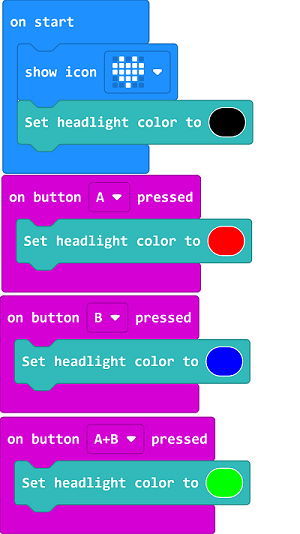 on start
show icon
Set headlight color to
on button A pressed
Set headlight color to
on button B pressed
Set headlight color to
on button A+B pressed
Set headlight color to